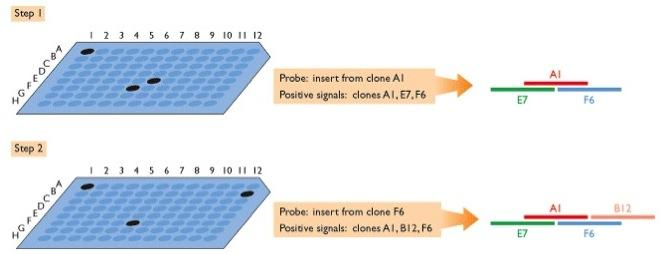 Step 1
1 2 3 4 5 6 7 8 9 10 11 12
A
B
C
D
E
F
G
H
Probe: insert from clone A1
Positive signals: clones A1, E7, F6
A1
E7 F6
Step 2
1 2 3 4 5 6 7 8 9 10 11 12
A
B
C
D
E
F
G
H
Probe: insert from clone F6
Positive signals: clones A1, B12, F6
A1 B12
E7 F6